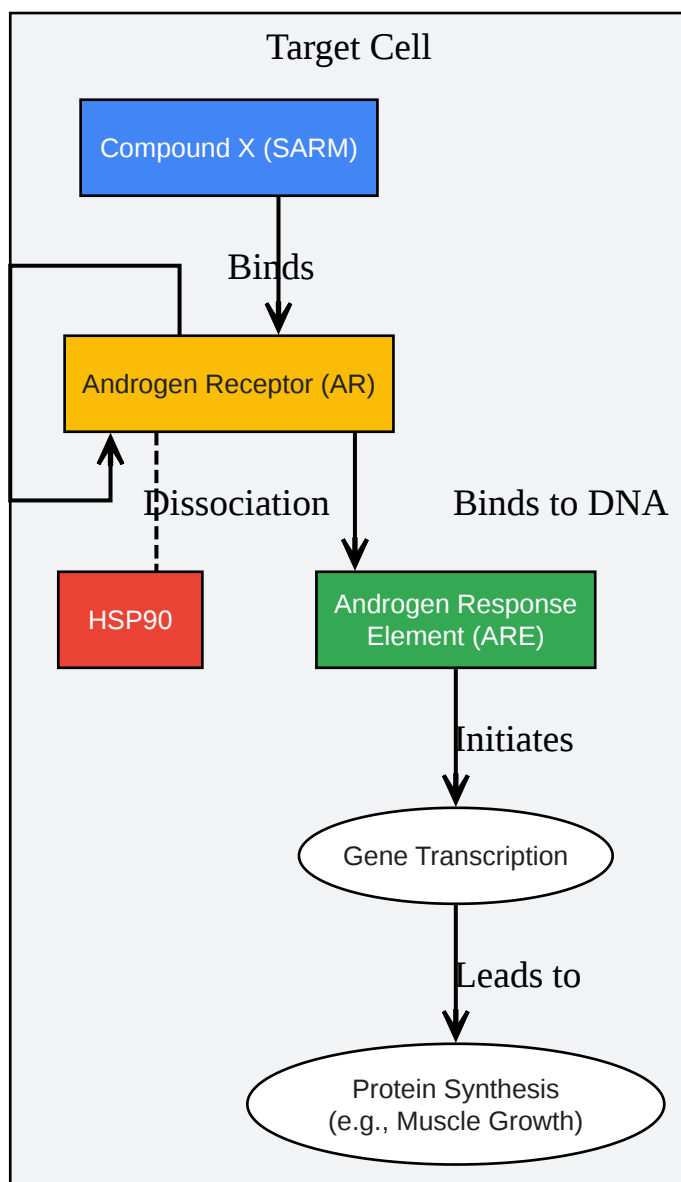 Target Cell
Compound X (SARM)
Binds
Androgen Receptor (AR)
Dissociation
Binds to DNA
HSP90
Androgen Response
Element (ARE)
Initiates
Gene Transcription
Leads to
Protein Synthesis
(e.g., Muscle Growth)